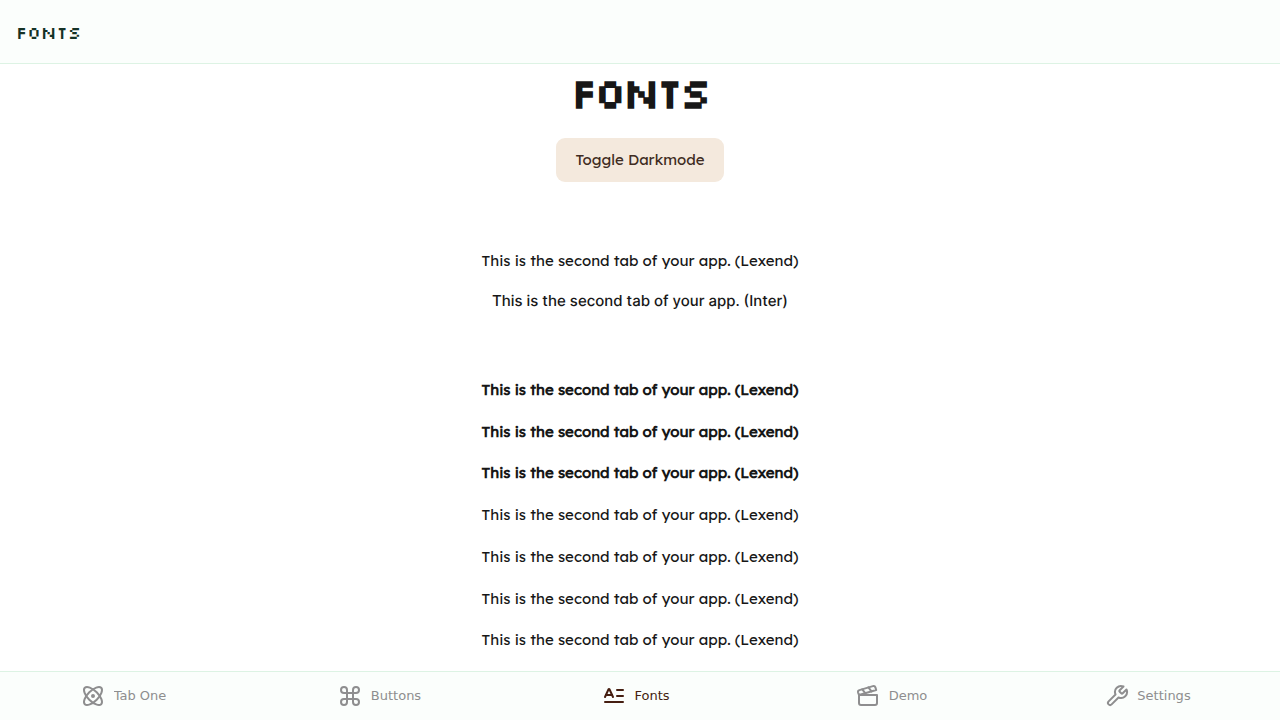 FONTS
FONTS
Toggle Darkmode
This is the second tab of your app. (Lexend)
This is the second tab of your app. (Inter)
This is the second tab of your app. (Lexend)
This is the second tab of your app. (Lexend)
This is the second tab of your app. (Lexend)
This is the second tab of your app. (Lexend)
This is the second tab of your app. (Lexend)
This is the second tab of your app. (Lexend)
This is the second tab of your app. (Lexend)
Tab One Buttons Fonts Demo Settings